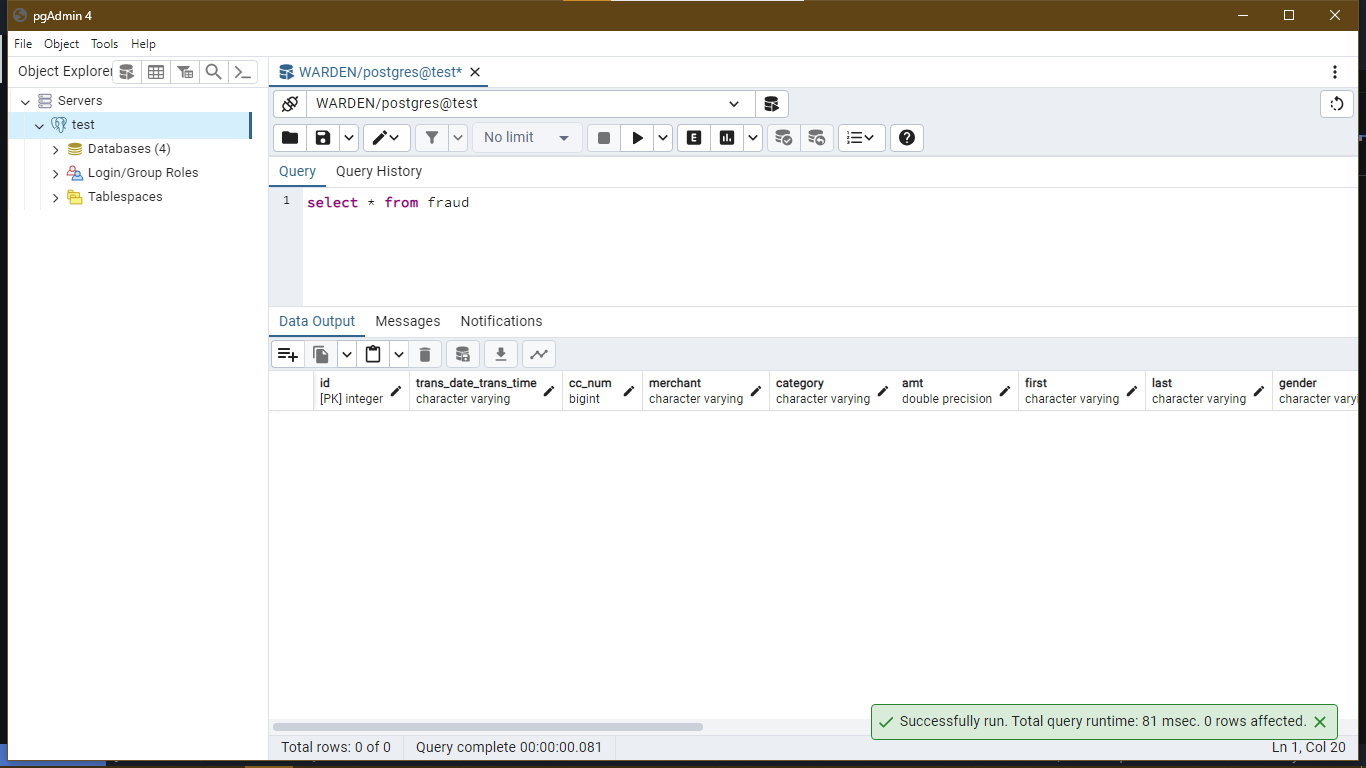 pgAdmin 4
File Object Tools Help
Object Explorer
WARDEN/postgres@test*
Servers
test
Databases (4)
Login/Group Roles
Tablespaces
WARDEN/postgres@test
No limit
E
Query Query History
1 select * from fraud
Data Output Messages Notifications
id trans_date_trans_time cc_num merchant category amt first last gender
[PK] integer character varying bigint character varying character varying double precision character varying character varying character varyi
Successfully run. Total query runtime: 81 msec. 0 rows affected.
Total rows: 0 of 0 Query complete 00:00:00.081 Ln 1, Col 20